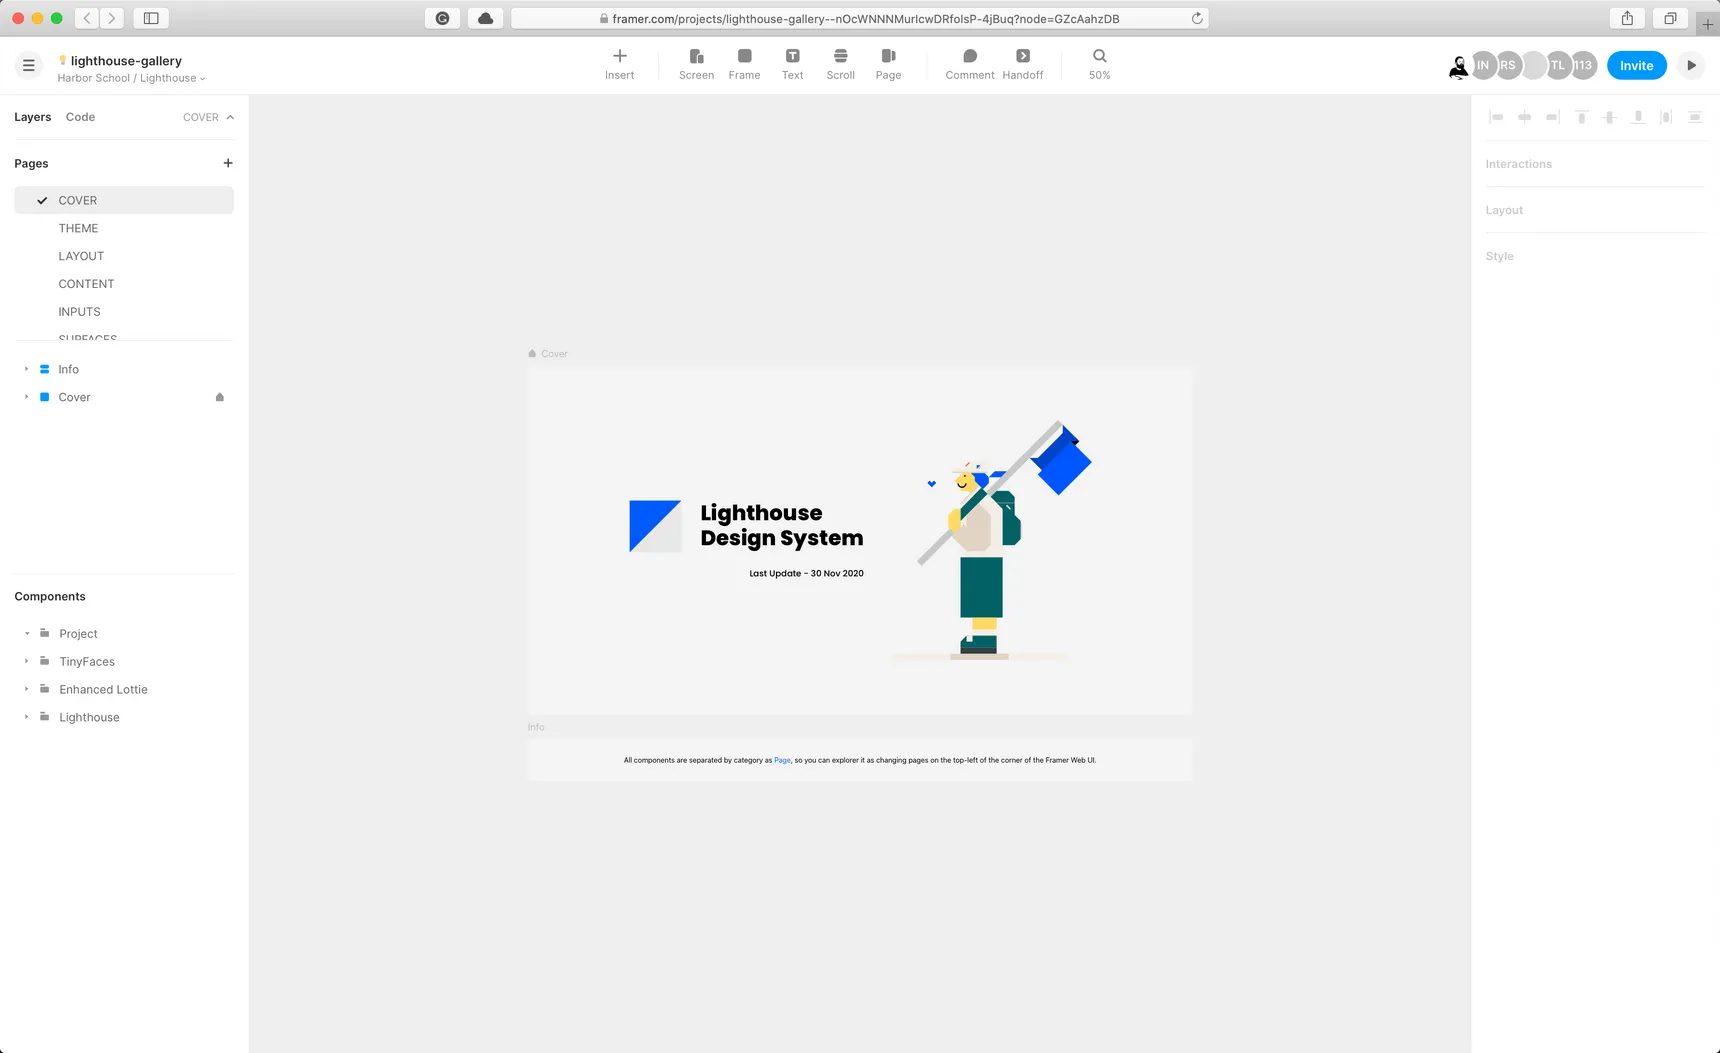 framer.com/projects/lighthouse-gallery--nOcWNNNMurIcwDRfoIsP-4jBuq?node=GZcAahzDB
lighthouse-gallery
Harbor School / Lighthouse
Insert
Screen
Frame
Text
Scroll
Page
Comment
Handoff
50%
IN
RS
TL
113
Invite
Layers
Code
COVER
Pages
COVER
THEME
LAYOUT
CONTENT
INPUTS
SURFACES
Info
Cover
Components
Project
TinyFaces
Enhanced Lottie
Lighthouse
Cover
Lighthouse
Design System
Last Update - 30 Nov 2020
Info
All components are separated by category as Page, so you can explorer it as changing pages on the top-left of the corner of the Framer Web UI.
Interactions
Layout
Style